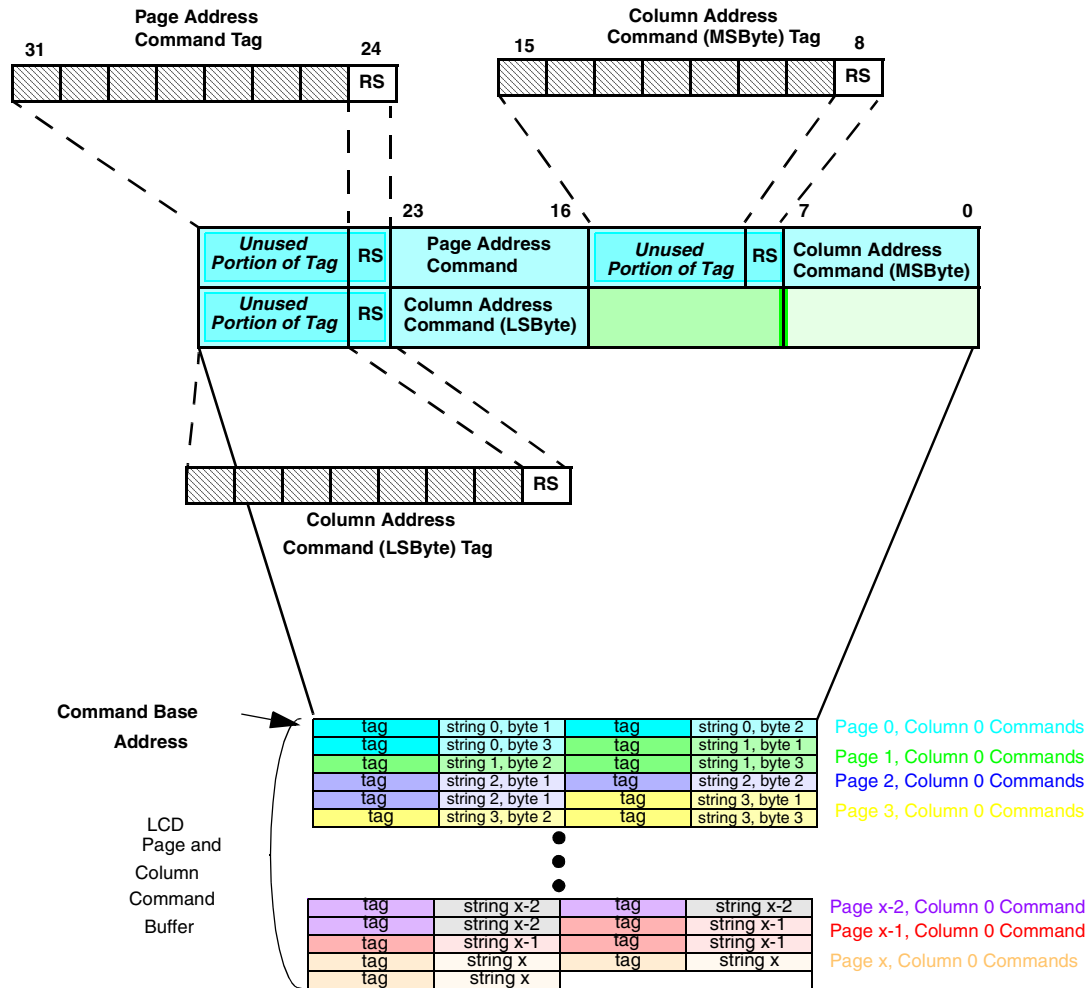 Page Address
Command Tag
31
24
RS
Column Address
Command (MSByte) Tag
15
8
RS
23
16
7
0
Unused
Portion of Tag
RS
Page Address
Command
Unused
Portion of Tag
RS
Column Address
Command (MSByte)
Unused
Portion of Tag
RS
Column Address
Command (LSByte)
RS
Column Address
Command (LSByte) Tag
Command Base
Address
tag string 0, byte 1 tag string 0, byte 2 Page 0, Column 0 Commands
tag string 0, byte 3 tag string 1, byte 1 Page 1, Column 0 Commands
tag string 1, byte 2 tag string 1, byte 3
tag string 2, byte 1 tag string 2, byte 2 Page 2, Column 0 Commands
tag string 2, byte 1 tag string 3, byte 1 Page 3, Column 0 Commands
tag string 3, byte 2 tag string 3, byte 3
LCD
Page and
Column
Command
Buffer
tag string x-2 tag string x-2 Page x-2, Column 0 Command
tag string x-2 tag string x-1 Page x-1, Column 0 Command
tag string x-1 tag string x-1
tag string x tag string x Page x, Column 0 Commands
tag string x